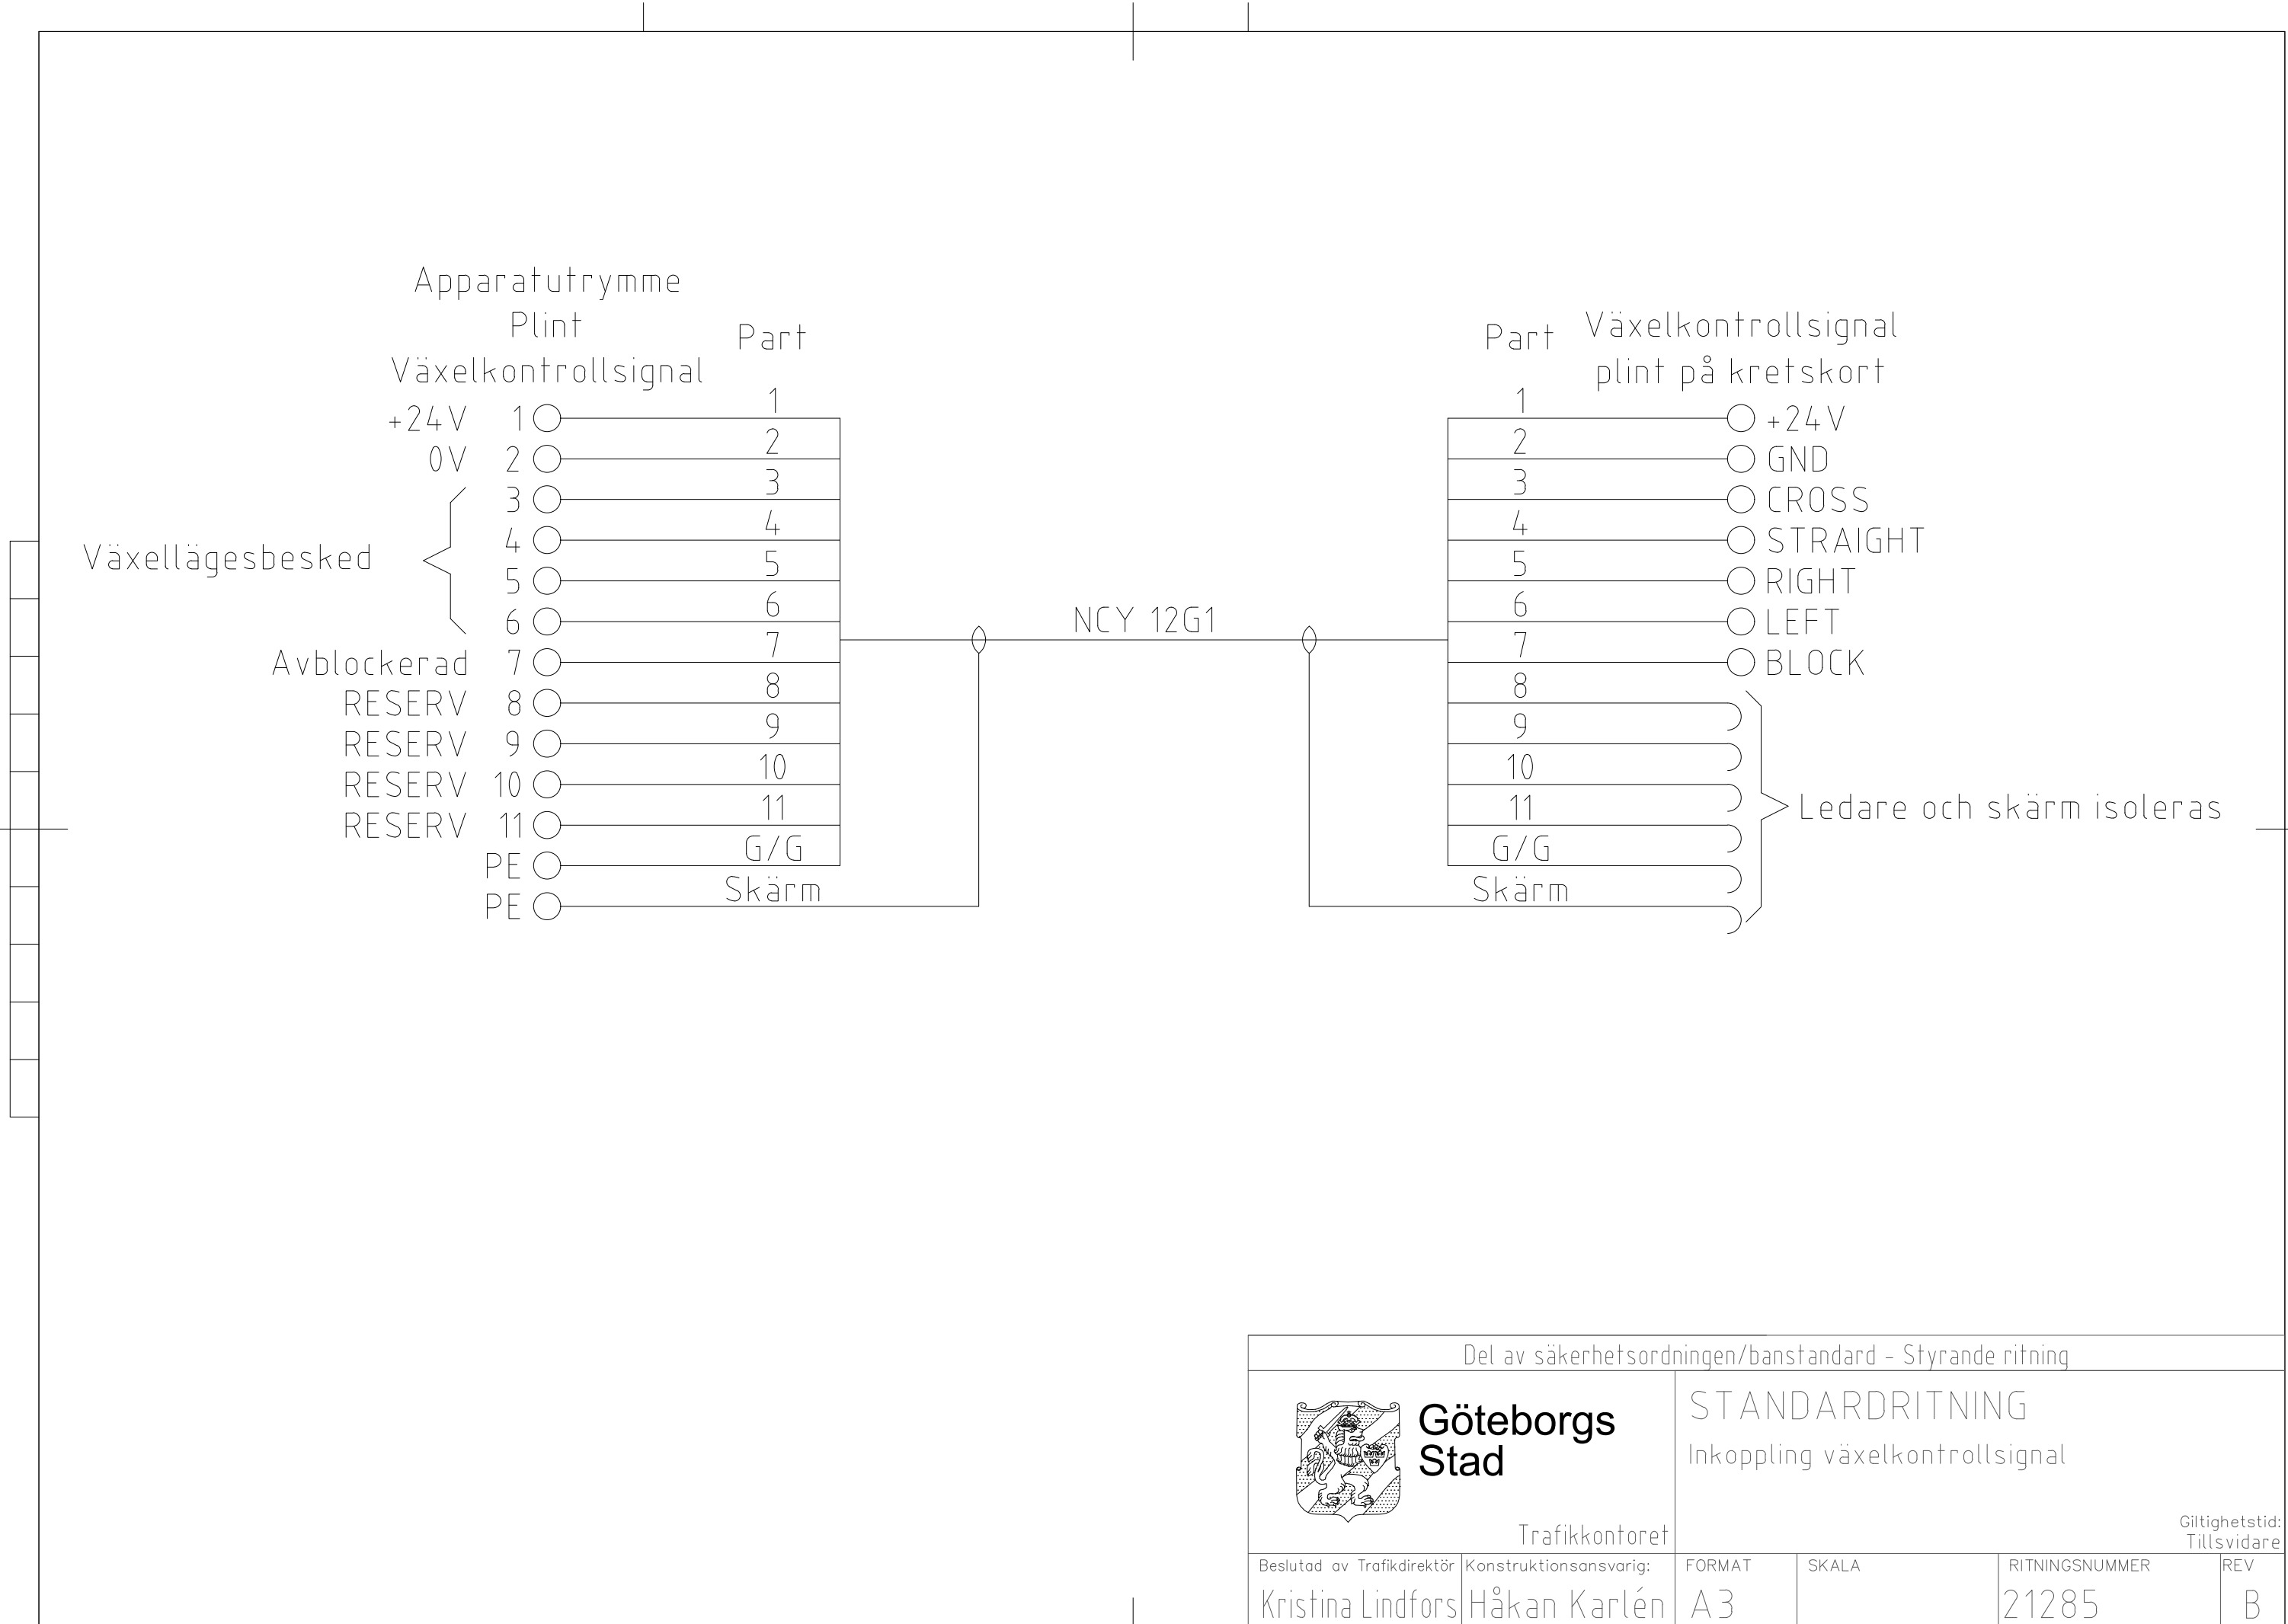 Apparatutrymme
Plint
Växelkontrollsignal
Part
+24V 1 1
0V 2 2
3 3
4 4
Växellägesbesked
5 5
6 6
Avblockerad 7 7
RESERV 8 8
RESERV 9 9
RESERV 10 10
RESERV 11 11
PE G/G
PE Skärm
NCY 12G1
Part
Växelkontrollsignal
plint på kretskort
1 +24V
2 GND
3 CROSS
4 STRAIGHT
5 RIGHT
6 LEFT
7 BLOCK
8
9
10
11
G/G
Skärm
Ledare och skärm isoleras
Del av säkerhetsordningen/banstandard - Styrande ritning
Göteborgs
Stad
Trafikkontoret
STANDARDRITNING
Inkoppling växelkontrollsignal
Giltighetstid:
Tillsvidare
Beslutad av Trafikdirektör
Kristina Lindfors
Konstruktionsansvarig:
Håkan Karlén
FORMAT
A3
SKALA
RITNINGSNUMMER
21285
REV
B